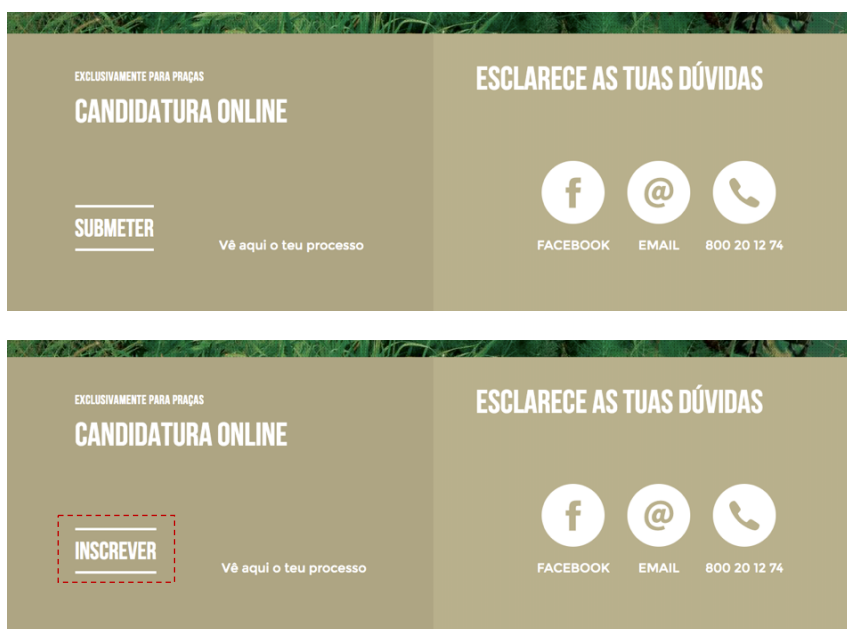 EXCLUSIVAMENTE PARA PRAÇAS
CANDIDATURA ONLINE
SUBMETER
Vê aqui o teu processo
ESCLARECE AS TUAS DÚVIDAS
f
@
FACEBOOK
EMAIL
800 20 12 74
EXCLUSIVAMENTE PARA PRAÇAS
CANDIDATURA ONLINE
INSCREVER
Vê aqui o teu processo
ESCLARECE AS TUAS DÚVIDAS
f
@
FACEBOOK
EMAIL
800 20 12 74